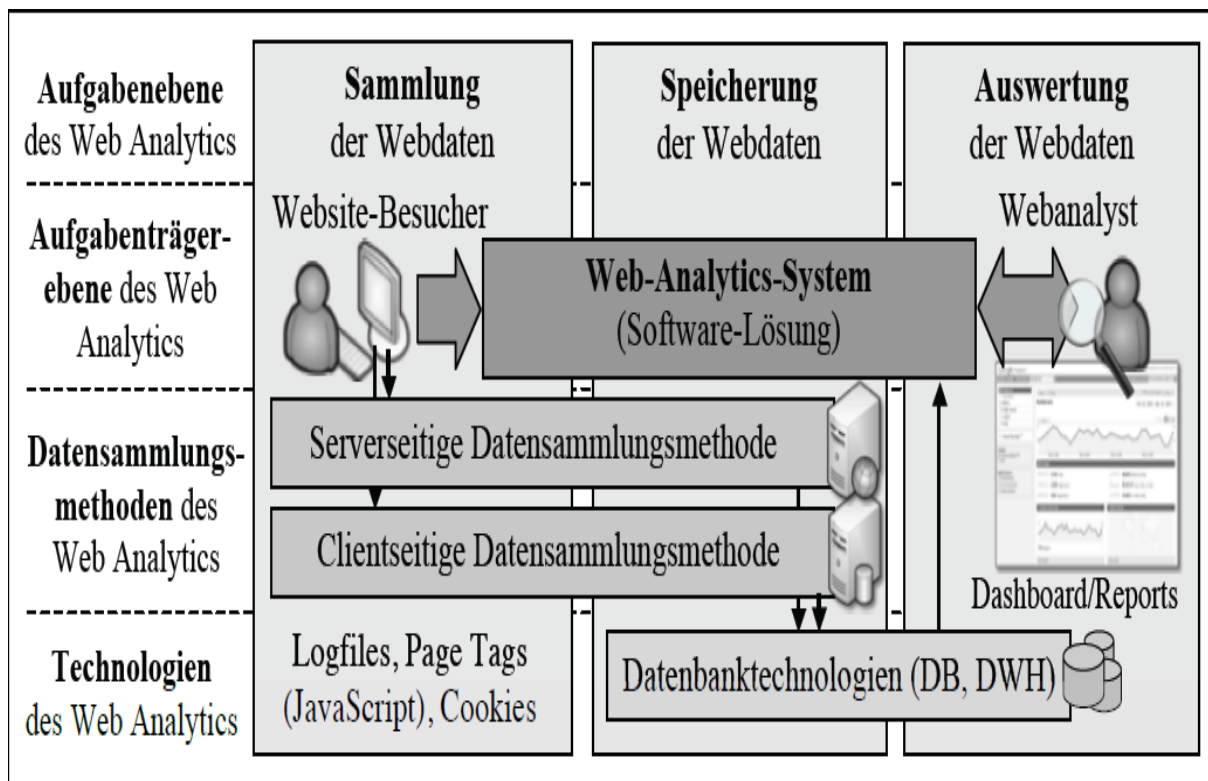 Aufgabenebene
des Web Analytics
Sammlung
der Webdaten
Speicherung
der Webdaten
Auswertung
der Webdaten
Aufgabenträger-
ebene des Web
Analytics
Website-Besucher
Web-Analytics-System
(Software-Lösung)
Webanalyst
Datensammlungs-
methoden des
Web Analytics
Serverseitige Datensammlungsmethode
Clientseitige Datensammlungsmethode
Dashboard/Reports
Technologien
des Web Analytics
Logfiles, Page Tags
(JavaScript), Cookies
Datenbanktechnologien (DB, DWH)